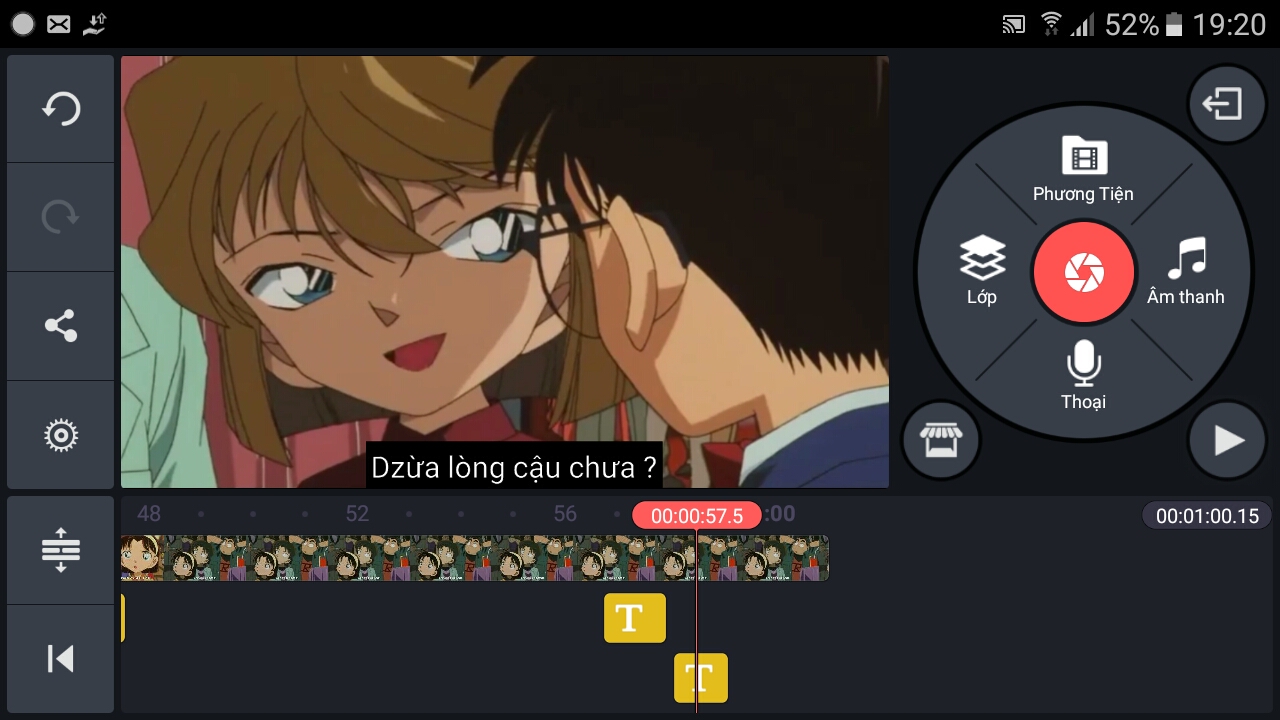 52% 19:20
Phương Tiện
Lớp
Âm thanh
Thoại
Dzừa lòng cậu chưa ?
48 52 56 00:00:57.5 :00 00:01:00.15
T
T